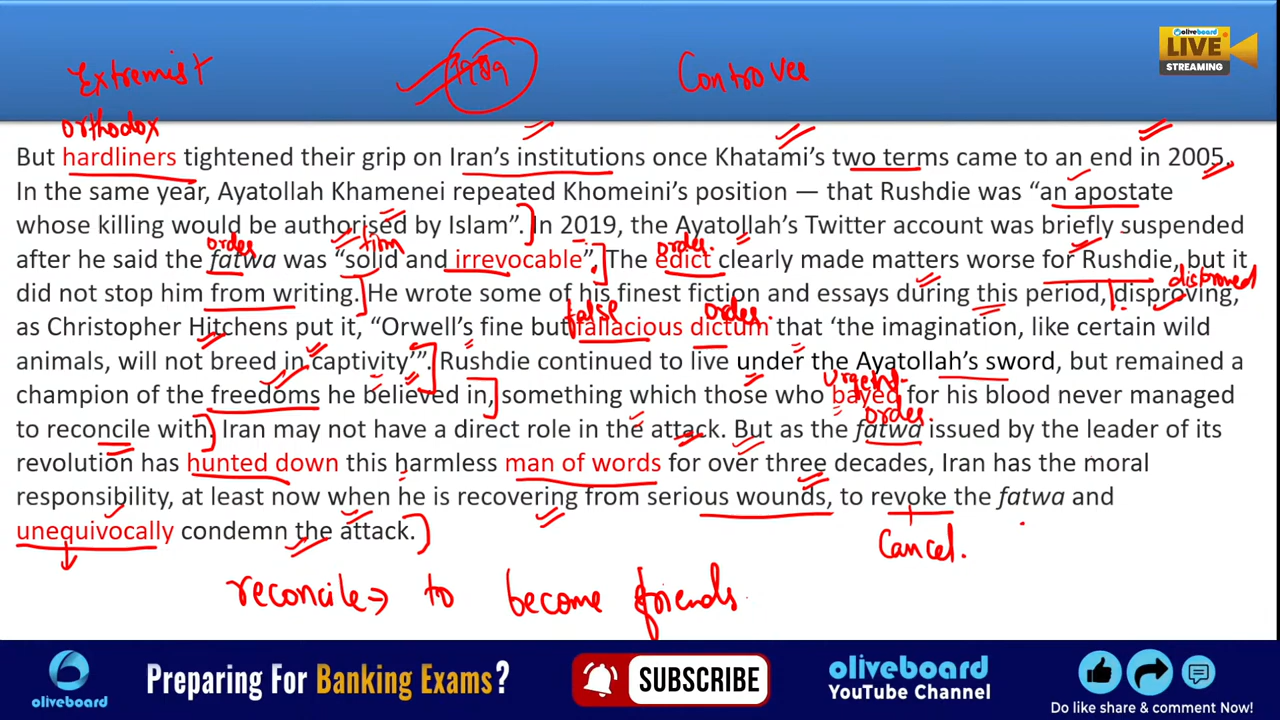 oliveboard
LIVE
STREAMING
Extremist
1989
Controve
orthodox
But hardliners tightened their grip on Iran's institutions once Khatami's two terms came to an end in 2005.
In the same year, Ayatollah Khamenei repeated Khomeini's position — that Rushdie was “an apostate
whose killing would be authorised by Islam”. In 2019, the Ayatollah's Twitter account was briefly suspended
order firm order.
after he said the fatwa was “solid and irrevocable”. The edict clearly made matters worse for Rushdie, but it
disproved
did not stop him from writing. He wrote some of his finest fiction and essays during this period, disproving,
false order.
as Christopher Hitchens put it, “Orwell's fine but fallacious dictum that ‘the imagination, like certain wild
animals, will not breed in captivity’”. Rushdie continued to live under the Ayatollah's sword, but remained a
champion of the freedoms he believed in, something which those who bayed for his blood never managed
order.
to reconcile with. Iran may not have a direct role in the attack. But as the fatwa issued by the leader of its
revolution has hunted down this harmless man of words for over three decades, Iran has the moral
responsibility, at least now when he is recovering from serious wounds, to revoke the fatwa and
unequivocally condemn the attack.
Cancel.
reconcile => to become friends.
oliveboard
Preparing For Banking Exams?
SUBSCRIBE
oliveboard
YouTube Channel
Do like share & comment Now!